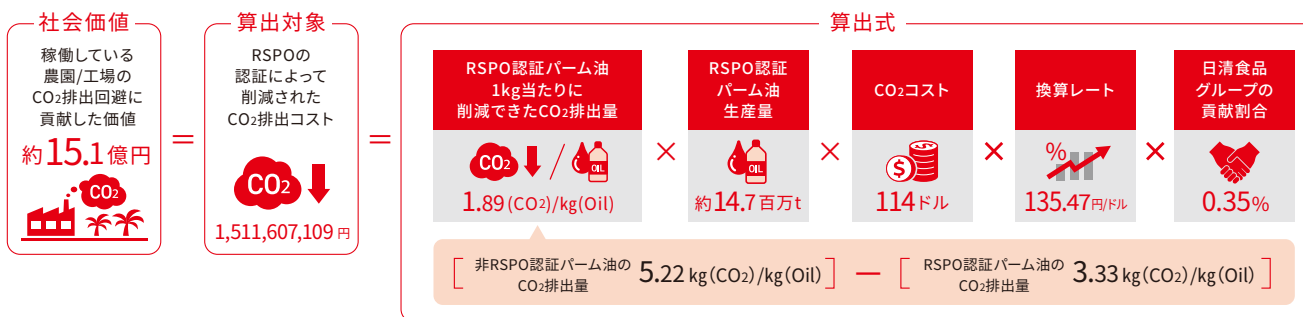 社会価値
稼働している
農園/工場の
CO₂排出回避に
貢献した価値
約15.1億円
CO₂
=
算出対象
RSPOの
認証によって
削減された
CO₂排出コスト
CO₂
1,511,607,109円
=
算出式
RSPO認証パーム油
1kg当たりに
削減できたCO₂排出量
CO₂ / OIL
1.89(CO₂)/kg(Oil)
×
RSPO認証
パーム油
生産量
OIL
約14.7百万t
×
CO₂コスト
$
114ドル
×
換算レート
%
135.47円/ドル
×
日清食品
グループの
貢献割合
0.35%
[非RSPO認証パーム油の
CO₂排出量 5.22 kg(CO₂)/kg(Oil)]
—
[RSPO認証パーム油の
CO₂排出量 3.33 kg(CO₂)/kg(Oil)]